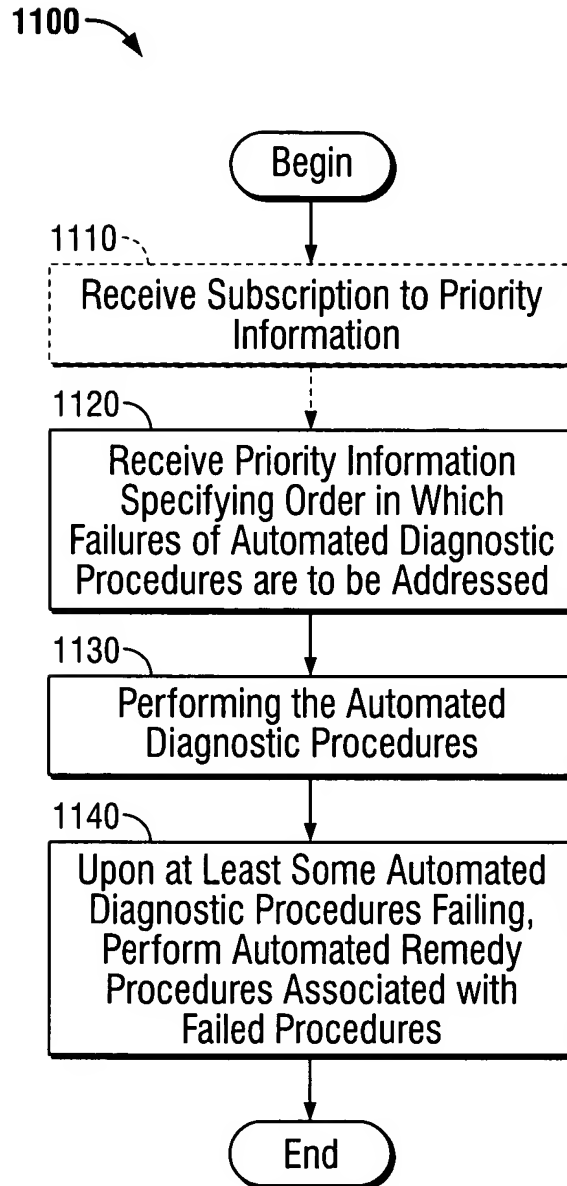 1100
Begin
1110
Receive Subscription to Priority
Information
1120
Receive Priority Information
Specifying Order in Which
Failures of Automated Diagnostic
Procedures are to be Addressed
1130
Performing the Automated
Diagnostic Procedures
1140
Upon at Least Some Automated
Diagnostic Procedures Failing,
Perform Automated Remedy
Procedures Associated with
Failed Procedures
End